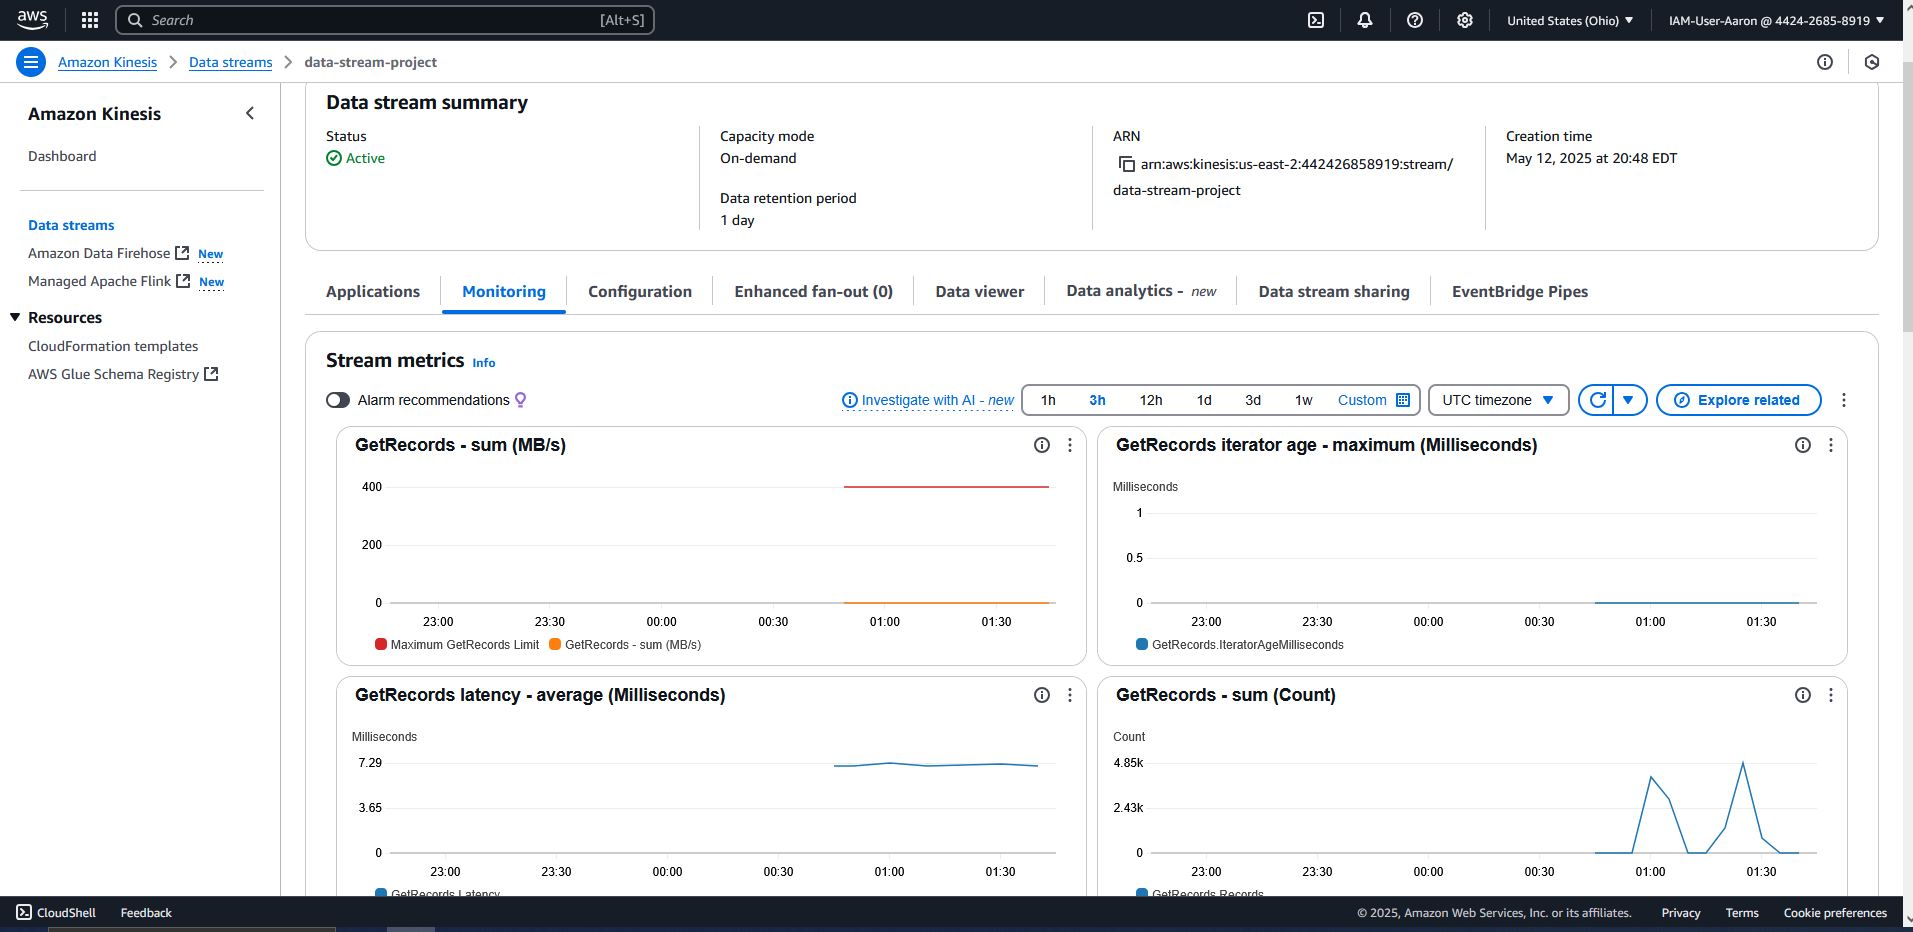 aws
Search [Alt+S]
United States (Ohio) IAM-User-Aaron @ 4424-2685-8919
Amazon Kinesis Data streams data-stream-project
Amazon Kinesis
Dashboard
Data streams
Amazon Data Firehose New
Managed Apache Flink New
Resources
CloudFormation templates
AWS Glue Schema Registry
Data stream summary
Status
Active
Capacity mode
On-demand
Data retention period
1 day
ARN
arn:aws:kinesis:us-east-2:442426858919:stream/
data-stream-project
Creation time
May 12, 2025 at 20:48 EDT
Applications Monitoring Configuration Enhanced fan-out (0) Data viewer Data analytics - new Data stream sharing EventBridge Pipes
Stream metrics Info
Alarm recommendations Investigate with AI - new 1h 3h 12h 1d 3d 1w Custom UTC timezone Explore related
GetRecords - sum (MB/s)
400
200
0
23:00 23:30 00:00 00:30 01:00 01:30
Maximum GetRecords Limit GetRecords - sum (MB/s)
GetRecords iterator age - maximum (Milliseconds)
Milliseconds
1
0.5
0
23:00 23:30 00:00 00:30 01:00 01:30
GetRecords.IteratorAgeMilliseconds
GetRecords latency - average (Milliseconds)
Milliseconds
7.29
3.65
0
23:00 23:30 00:00 00:30 01:00 01:30
GetRecords.Latency
GetRecords - sum (Count)
Count
4.85k
2.43k
0
23:00 23:30 00:00 00:30 01:00 01:30
GetRecords.Records
CloudShell Feedback © 2025, Amazon Web Services, Inc. or its affiliates. Privacy Terms Cookie preferences